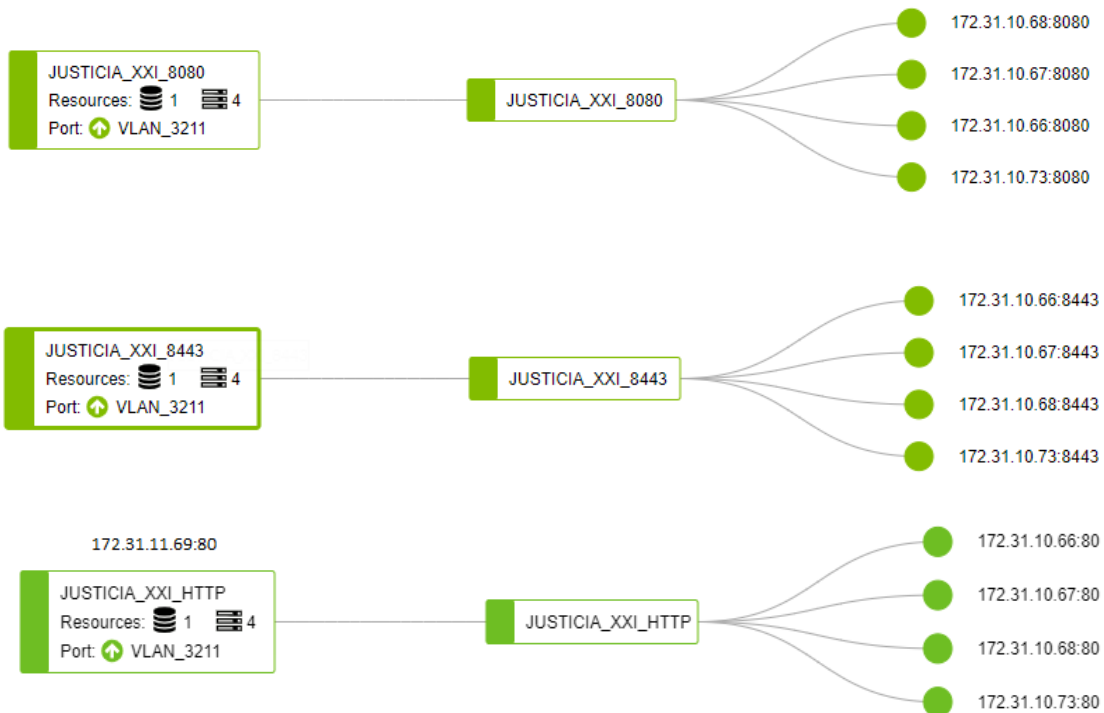 172.31.10.68:8080
JUSTICIA_XXI_8080
172.31.10.67:8080
Resources: 1 4
JUSTICIA_XXI_8080
Port: VLAN_3211
172.31.10.66:8080
172.31.10.73:8080
172.31.10.66:8443
JUSTICIA_XXI_8443
172.31.10.67:8443
Resources: 1 4
JUSTICIA_XXI_8443
Port: VLAN_3211
172.31.10.68:8443
172.31.10.73:8443
172.31.11.69:80
172.31.10.66:80
JUSTICIA_XXI_HTTP
172.31.10.67:80
Resources: 1 4
JUSTICIA_XXI_HTTP
Port: VLAN_3211
172.31.10.68:80
172.31.10.73:80